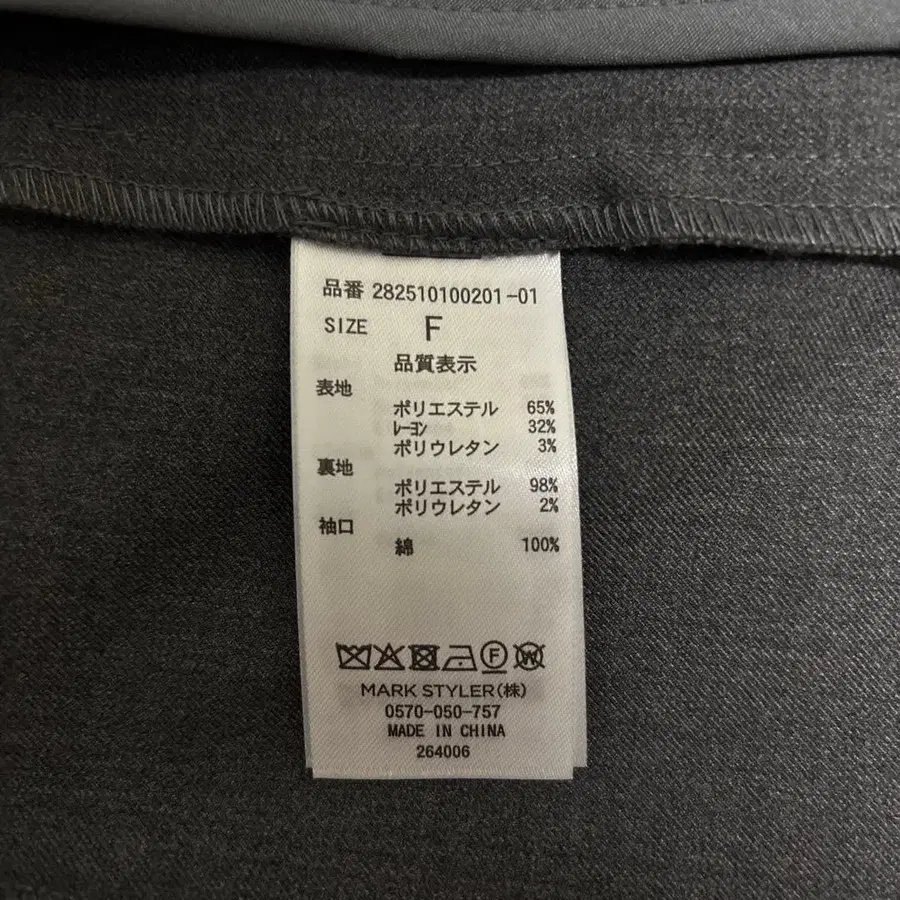 品番 282510100201-01
SIZE F
品質表示
表地
ポリエステル 65%
ﾚｰﾖﾝ 32%
ポリウレタン 3%
裏地
ポリエステル 98%
ポリウレタン 2%
袖口
綿 100%
F W
MARK STYLER(株)
0570-050-757
MADE IN CHINA
264006